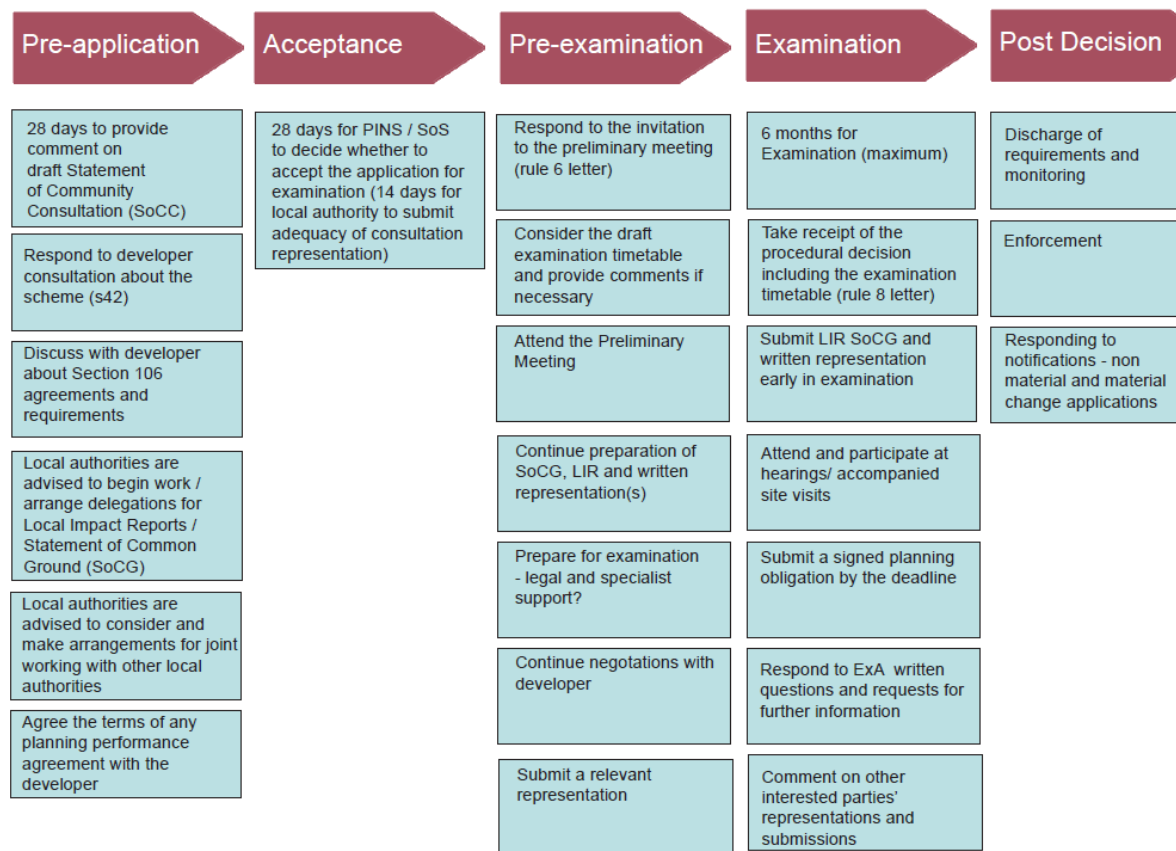 Pre-application
Acceptance
Pre-examination
Examination
Post Decision
28 days to provide
comment on
draft Statement
of Community
Consultation (SoCC)
Respond to developer
consultation about the
scheme (s42)
Discuss with developer
about Section 106
agreements and
requirements
Local authorities are
advised to begin work /
arrange delegations for
Local Impact Reports /
Statement of Common
Ground (SoCG)
Local authorities are
advised to consider and
make arrangements for joint
working with other local
authorities
Agree the terms of any
planning performance
agreement with the
developer
28 days for PINS / SoS
to decide whether to
accept the application for
examination (14 days for
local authority to submit
adequacy of consultation
representation)
Respond to the invitation
to the preliminary meeting
(rule 6 letter)
Consider the draft
examination timetable
and provide comments if
necessary
Attend the Preliminary
Meeting
Continue preparation of
SoCG, LIR and written
representation(s)
Prepare for examination
- legal and specialist
support?
Continue negotations with
developer
Submit a relevant
representation
6 months for
Examination (maximum)
Take receipt of the
procedural decision
including the examination
timetable (rule 8 letter)
Submit LIR SoCG and
written representation
early in examination
Attend and participate at
hearings/ accompanied
site visits
Submit a signed planning
obligation by the deadline
Respond to ExA written
questions and requests for
further information
Comment on other
interested parties'
representations and
submissions
Discharge of
requirements and
monitoring
Enforcement
Responding to
notifications - non
material and material
change applications